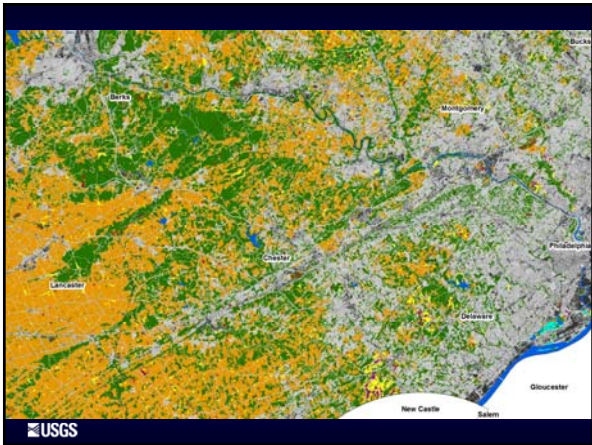 Bucks
Berks
Montgomery
Philadelphia
Chester
Lancaster
Delaware
Gloucester
New Castle
Salem
USGS